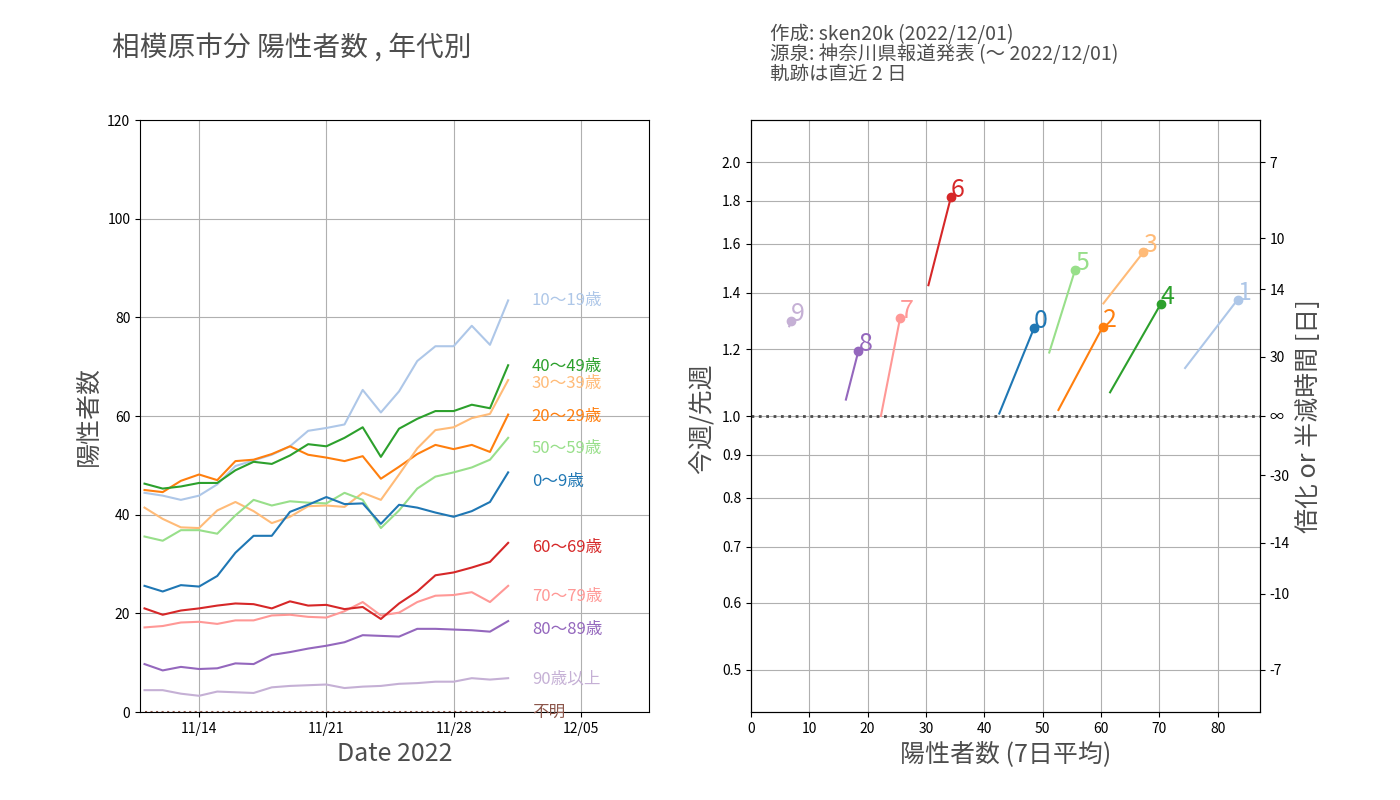 相模原市分 陽性者数 , 年代別
作成: sken20k (2022/12/01)
源泉: 神奈川県報道発表 (〜 2022/12/01)
軌跡は直近 2 日
陽性者数
120
100
80
60
40
20
0
11/14
11/21
11/28
12/05
Date 2022
10〜19歳
40〜49歳
30〜39歳
20〜29歳
50〜59歳
0〜9歳
60〜69歳
70〜79歳
80〜89歳
90歳以上
不明
今週/先週
2.0
1.8
1.6
1.4
1.2
1.0
0.9
0.8
0.7
0.6
0.5
0
10
20
30
40
50
60
70
80
陽性者数 (7日平均)
6
3
5
1
4
9
7
0
2
8
7
10
14
30
∞
-30
-14
-10
-7
倍化 or 半減時間 [日]